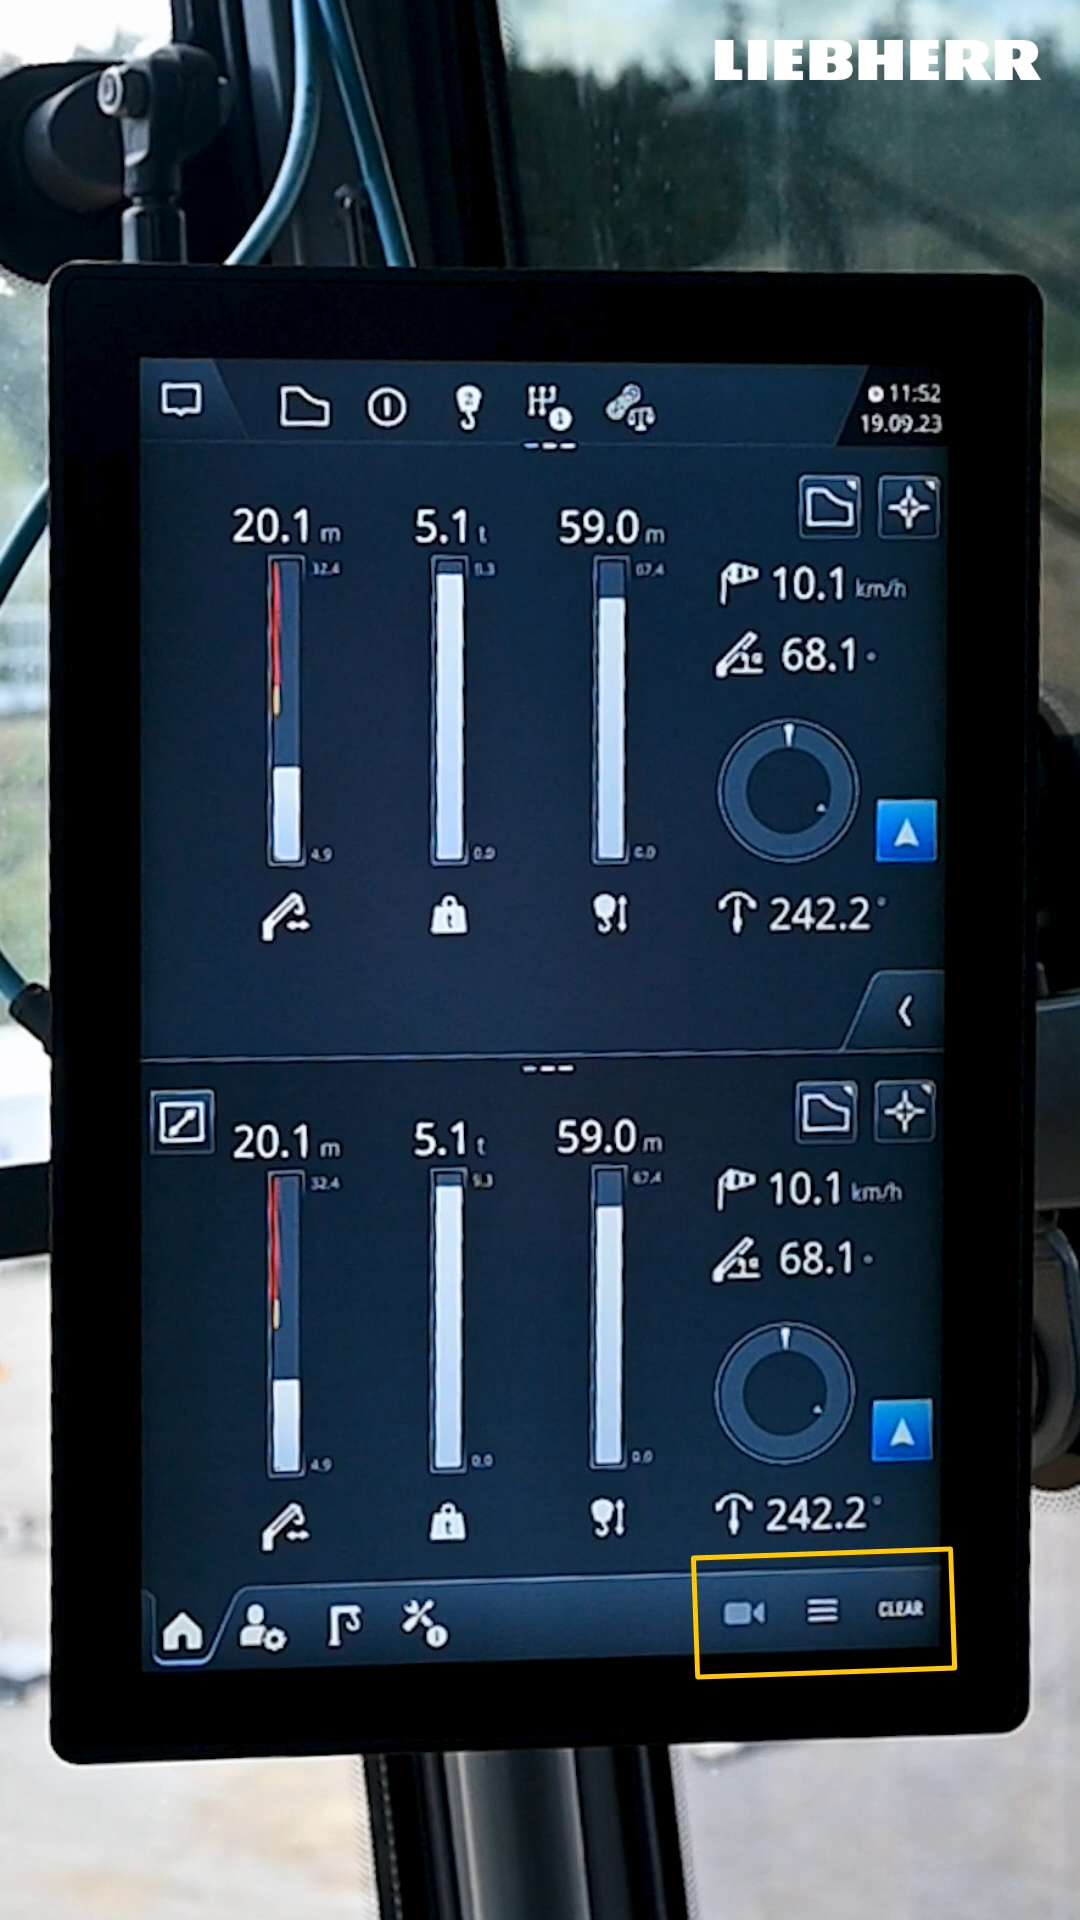 LIEBHERR
11:52
19.09.23
20.1 m 5.1 t 59.0 m
32.4 67.4
10.1 km/h
68.1 °
4.9 0.0 0.0
242.2°
20.1 m 5.1 t 59.0 m
32.4 67.4
10.1 km/h
68.1 °
4.9 0.0 0.0
242.2°
CLEAR